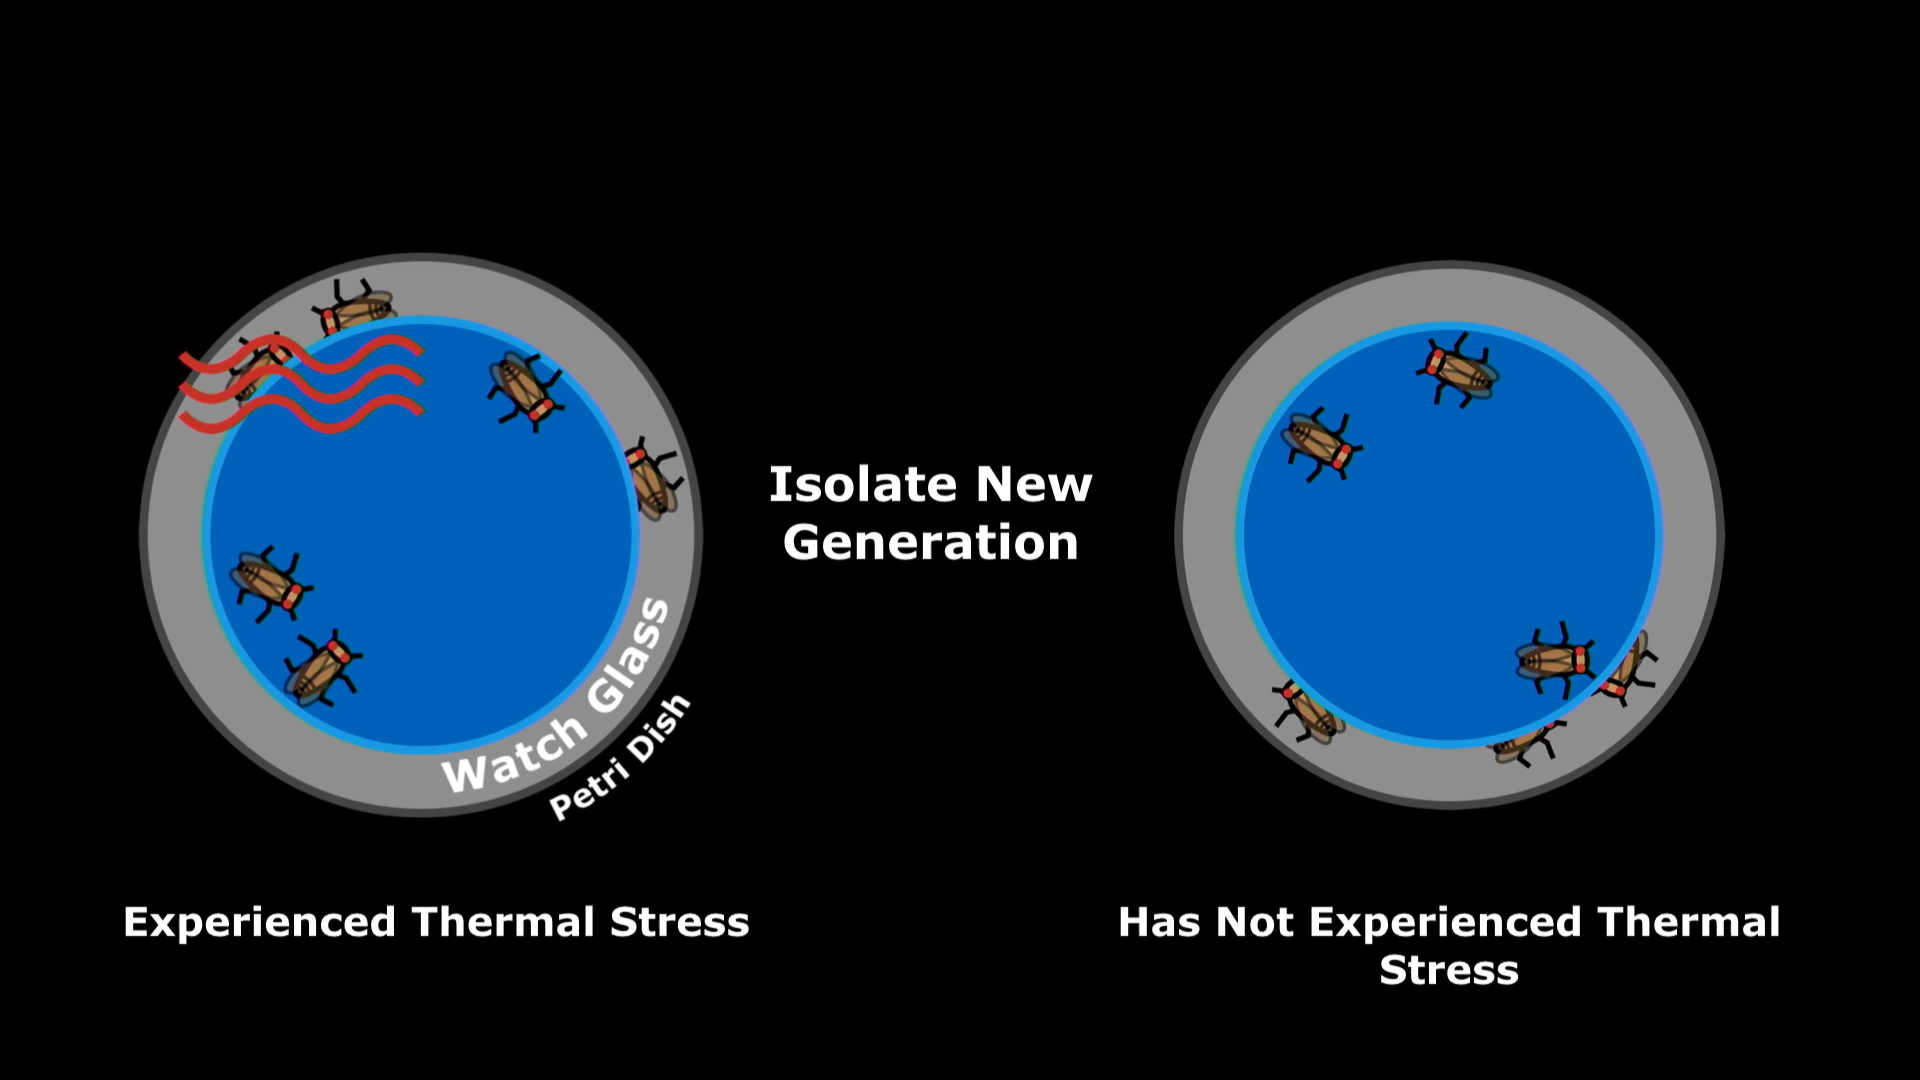 Isolate New
Generation
Watch Glass
Petri Dish
Experienced Thermal Stress
Has Not Experienced Thermal
Stress